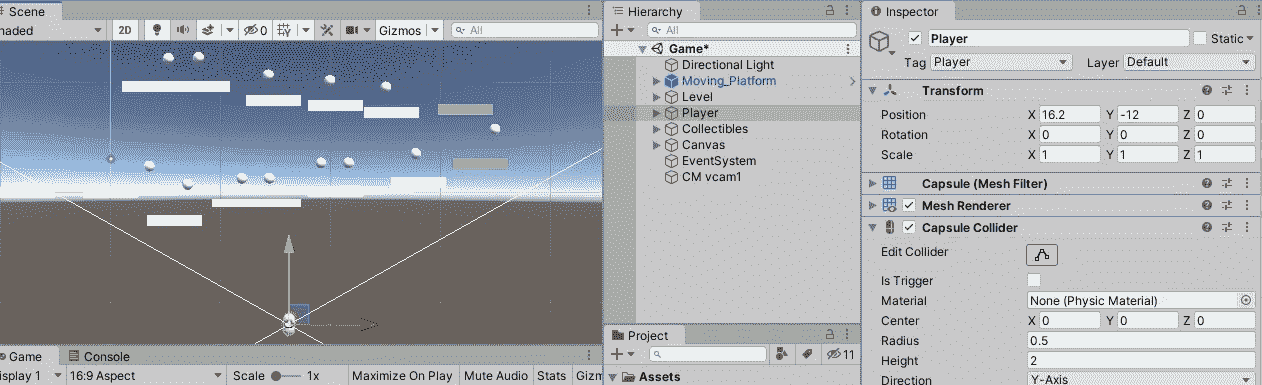 Scene
haded
2D
0
Gizmos
All
Game
Console
isplay 1
16:9 Aspect
Scale
1x
Maximize On Play
Mute Audio
Stats
Gizm
Hierarchy
All
Game*
Directional Light
Moving_Platform
Level
Player
Collectibles
Canvas
EventSystem
CM vcam1
Project
11
Assets
Inspector
Player
Static
Tag Player Layer Default
Transform
Position X 16.2 Y -12 Z 0
Rotation X 0 Y 0 Z 0
Scale X 1 Y 1 Z 1
Capsule (Mesh Filter)
Mesh Renderer
Capsule Collider
Edit Collider
Is Trigger
Material None (Physic Material)
Center X 0 Y 0 Z 0
Radius 0.5
Height 2
Direction Y-Axis